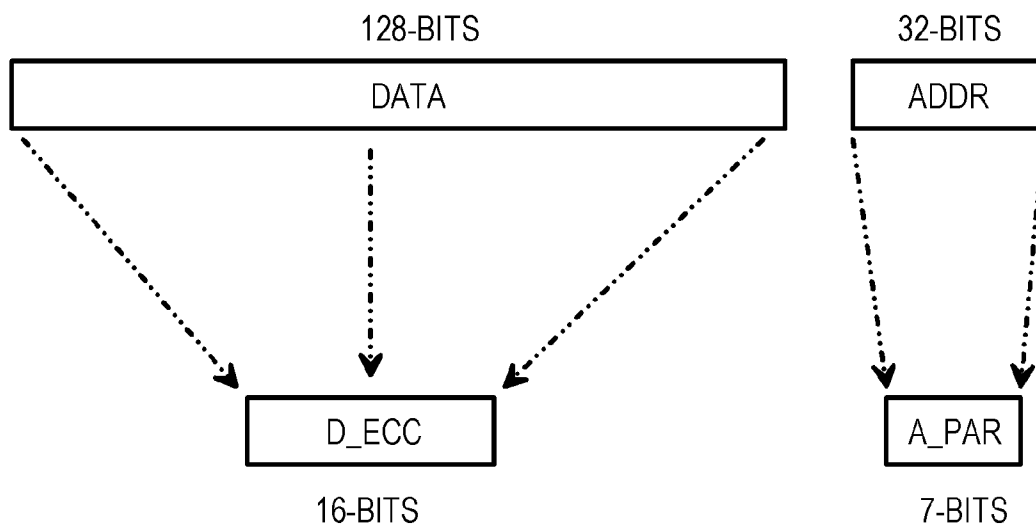 128-BITS
32-BITS
DATA
ADDR
D_ECC
A_PAR
16-BITS
7-BITS